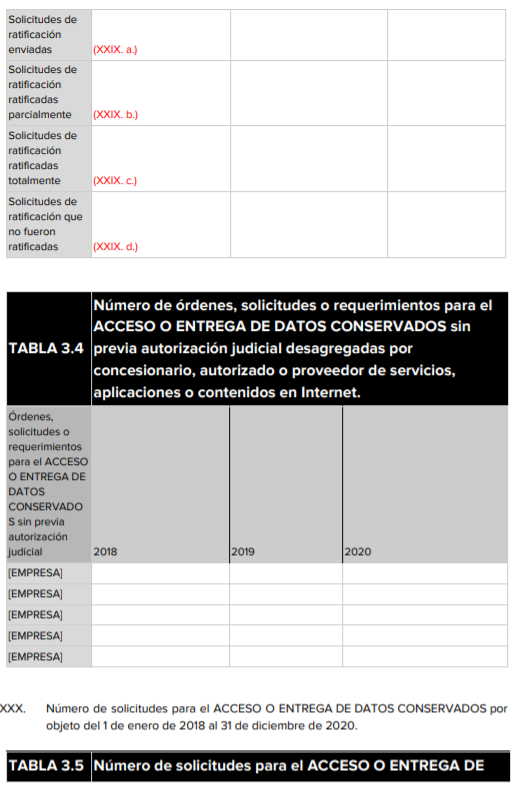 Solicitudes de
ratificación
enviadas (XXIX. a.)
Solicitudes de
ratificación
ratificadas
parcialmente (XXIX. b.)
Solicitudes de
ratificación
ratificadas
totalmente (XXIX. c.)
Solicitudes de
ratificación que
no fueron
ratificadas (XXIX. d.)
TABLA 3.4
Número de órdenes, solicitudes o requerimientos para el
ACCESO O ENTREGA DE DATOS CONSERVADOS sin
previa autorización judicial desagregadas por
concesionario, autorizado o proveedor de servicios,
aplicaciones o contenidos en Internet.
Órdenes,
solicitudes o
requerimientos
para el ACCESO
O ENTREGA DE
DATOS
CONSERVADO
S sin previa
autorización
judicial 2018 2019 2020
[EMPRESA]
[EMPRESA]
[EMPRESA]
[EMPRESA]
[EMPRESA]
XXX. Número de solicitudes para el ACCESO O ENTREGA DE DATOS CONSERVADOS por
objeto del 1 de enero de 2018 al 31 de diciembre de 2020.
TABLA 3.5 Número de solicitudes para el ACCESO O ENTREGA DE